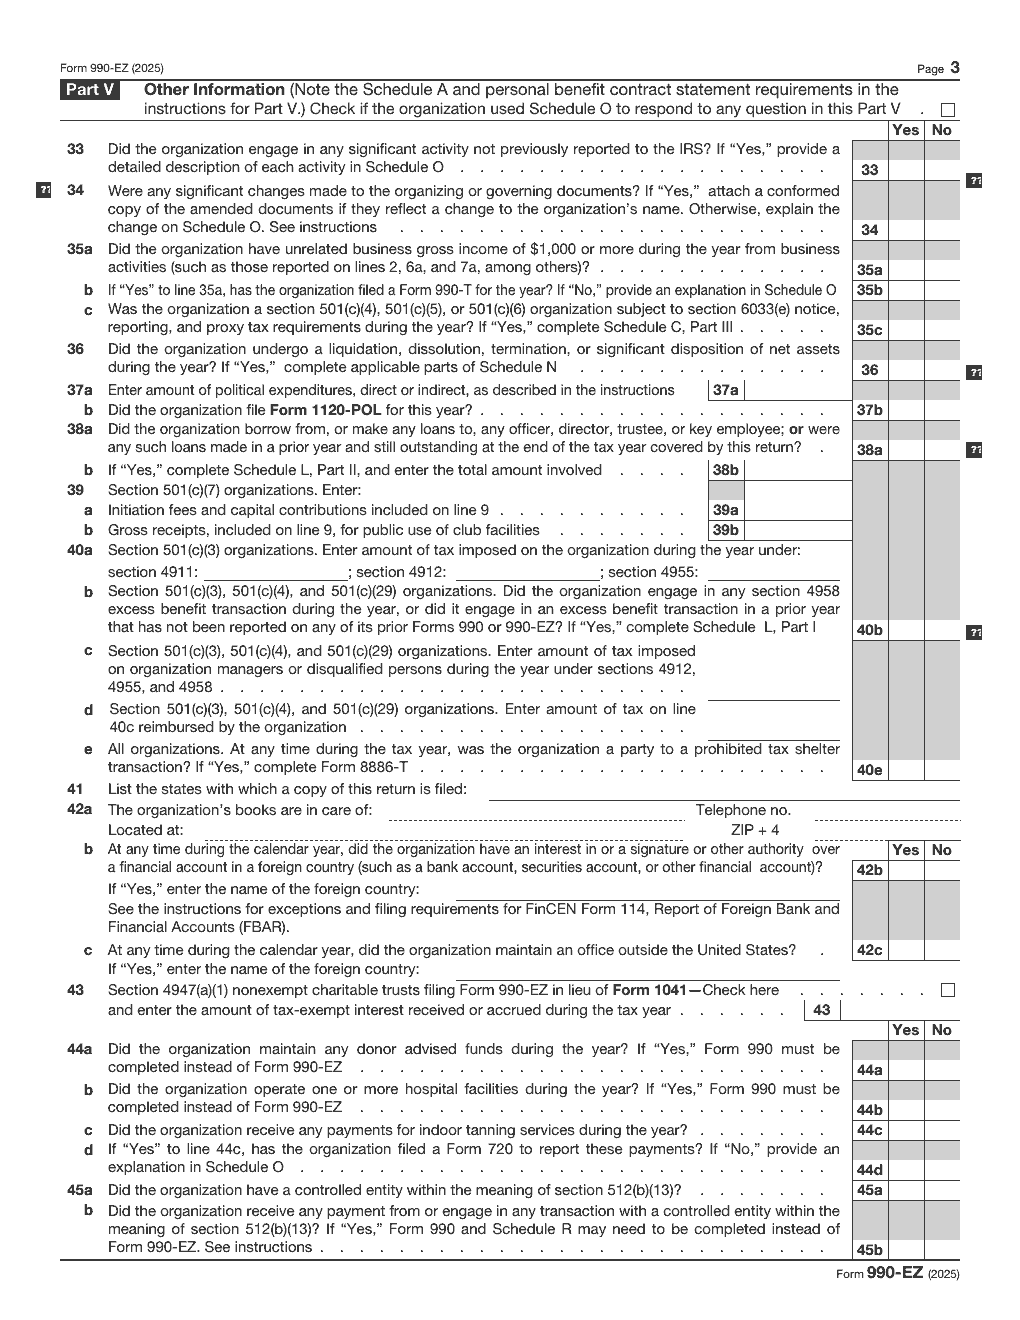 Form 990-EZ (2025) Page 3
Part V Other Information (Note the Schedule A and personal benefit contract statement requirements in the
instructions for Part V.) Check if the organization used Schedule O to respond to any question in this Part V .
Yes No
33 Did the organization engage in any significant activity not previously reported to the IRS? If “Yes,” provide a
detailed description of each activity in Schedule O . . . . . . . . . . . . . . . . . . 33
34 Were any significant changes made to the organizing or governing documents? If “Yes,” attach a conformed
copy of the amended documents if they reflect a change to the organization’s name. Otherwise, explain the
change on Schedule O. See instructions . . . . . . . . . . . . . . . . . . . . . 34
35a Did the organization have unrelated business gross income of $1,000 or more during the year from business
activities (such as those reported on lines 2, 6a, and 7a, among others)? . . . . . . . . . . . . 35a
b If “Yes” to line 35a, has the organization filed a Form 990-T for the year? If “No,” provide an explanation in Schedule O 35b
c Was the organization a section 501(c)(4), 501(c)(5), or 501(c)(6) organization subject to section 6033(e) notice,
reporting, and proxy tax requirements during the year? If “Yes,” complete Schedule C, Part III . . . . . 35c
36 Did the organization undergo a liquidation, dissolution, termination, or significant disposition of net assets
during the year? If “Yes,” complete applicable parts of Schedule N . . . . . . . . . . . . 36
37a Enter amount of political expenditures, direct or indirect, as described in the instructions 37a
b Did the organization file Form 1120-POL for this year? . . . . . . . . . . . . . . . . . 37b
38a Did the organization borrow from, or make any loans to, any officer, director, trustee, or key employee; or were
any such loans made in a prior year and still outstanding at the end of the tax year covered by this return? . 38a
b If “Yes,” complete Schedule L, Part II, and enter the total amount involved . . . . 38b
39 Section 501(c)(7) organizations. Enter:
a Initiation fees and capital contributions included on line 9 . . . . . . . . . . 39a
b Gross receipts, included on line 9, for public use of club facilities . . . . . . . 39b
40a Section 501(c)(3) organizations. Enter amount of tax imposed on the organization during the year under:
section 4911: ; section 4912: ; section 4955:
b Section 501(c)(3), 501(c)(4), and 501(c)(29) organizations. Did the organization engage in any section 4958
excess benefit transaction during the year, or did it engage in an excess benefit transaction in a prior year
that has not been reported on any of its prior Forms 990 or 990-EZ? If “Yes,” complete Schedule L, Part I 40b
c Section 501(c)(3), 501(c)(4), and 501(c)(29) organizations. Enter amount of tax imposed
on organization managers or disqualified persons during the year under sections 4912,
4955, and 4958 . . . . . . . . . . . . . . . . . . . . . . .
d Section 501(c)(3), 501(c)(4), and 501(c)(29) organizations. Enter amount of tax on line
40c reimbursed by the organization . . . . . . . . . . . . . . . .
e All organizations. At any time during the tax year, was the organization a party to a prohibited tax shelter
transaction? If “Yes,” complete Form 8886-T . . . . . . . . . . . . . . . . . . . . 40e
41 List the states with which a copy of this return is filed:
42a The organization’s books are in care of: Telephone no.
Located at: ZIP + 4
b At any time during the calendar year, did the organization have an interest in or a signature or other authority over Yes No
a financial account in a foreign country (such as a bank account, securities account, or other financial account)? 42b
If “Yes,” enter the name of the foreign country:
See the instructions for exceptions and filing requirements for FinCEN Form 114, Report of Foreign Bank and
Financial Accounts (FBAR).
c At any time during the calendar year, did the organization maintain an office outside the United States? . 42c
If “Yes,” enter the name of the foreign country:
43 Section 4947(a)(1) nonexempt charitable trusts filing Form 990-EZ in lieu of Form 1041—Check here . . . . . . .
and enter the amount of tax-exempt interest received or accrued during the tax year . . . . . . 43
Yes No
44a Did the organization maintain any donor advised funds during the year? If “Yes,” Form 990 must be
completed instead of Form 990-EZ . . . . . . . . . . . . . . . . . . . . . . . 44a
b Did the organization operate one or more hospital facilities during the year? If “Yes,” Form 990 must be
completed instead of Form 990-EZ . . . . . . . . . . . . . . . . . . . . . . . 44b
c Did the organization receive any payments for indoor tanning services during the year? . . . . . . . 44c
d If “Yes” to line 44c, has the organization filed a Form 720 to report these payments? If “No,” provide an
explanation in Schedule O . . . . . . . . . . . . . . . . . . . . . . . . . 44d
45a Did the organization have a controlled entity within the meaning of section 512(b)(13)? . . . . . . . 45a
b Did the organization receive any payment from or engage in any transaction with a controlled entity within the
meaning of section 512(b)(13)? If “Yes,” Form 990 and Schedule R may need to be completed instead of
Form 990-EZ. See instructions . . . . . . . . . . . . . . . . . . . . . . . . 45b
Form 990-EZ (2025)